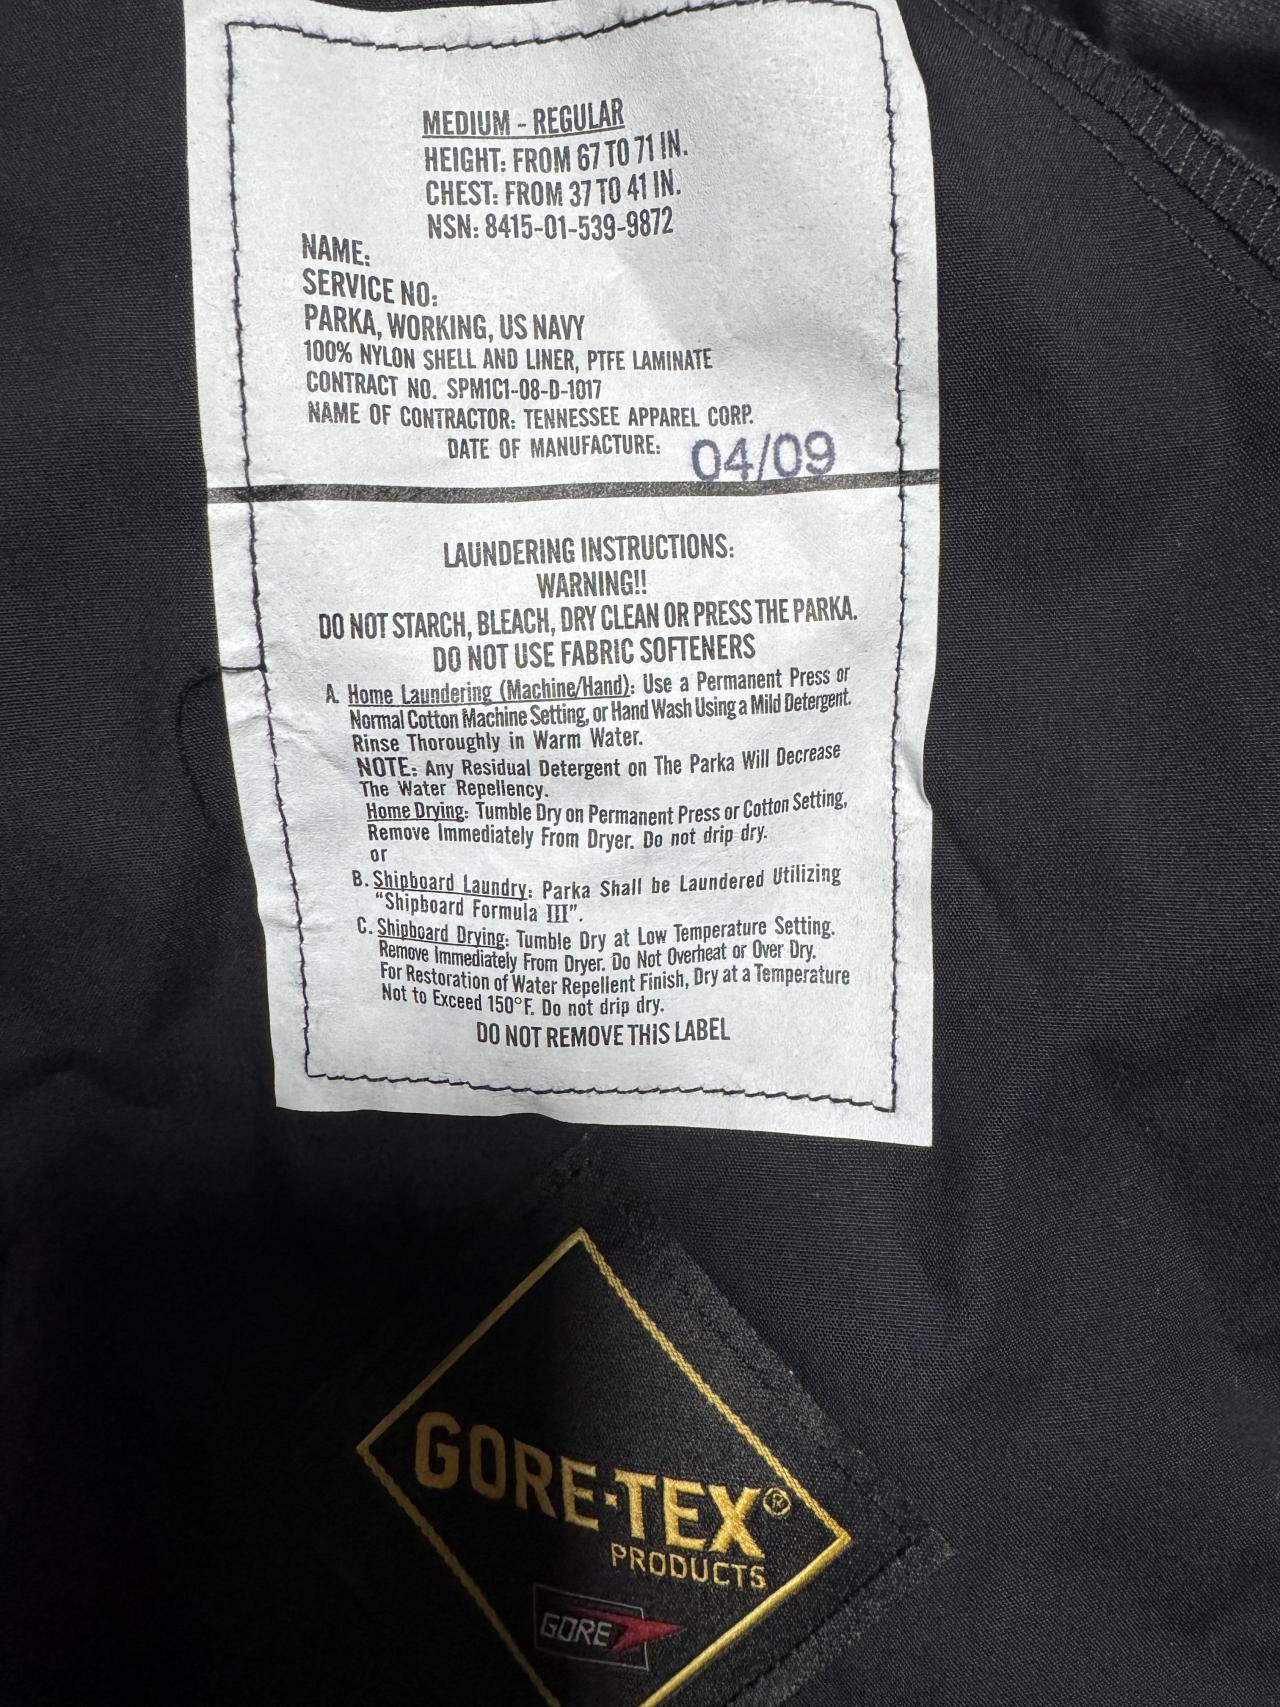 MEDIUM - REGULAR
HEIGHT: FROM 67 TO 71 IN.
CHEST: FROM 37 TO 41 IN.
NSN: 8415-01-539-9872
NAME:
SERVICE NO:
PARKA, WORKING, US NAVY
100% NYLON SHELL AND LINER, PTFE LAMINATE
CONTRACT NO. SPM1C1-08-D-1017
NAME OF CONTRACTOR: TENNESSEE APPAREL CORP.
DATE OF MANUFACTURE: 04/09
LAUNDERING INSTRUCTIONS:
WARNING!!
DO NOT STARCH, BLEACH, DRY CLEAN OR PRESS THE PARKA.
DO NOT USE FABRIC SOFTENERS
A. Home Laundering (Machine/Hand): Use a Permanent Press or
Normal Cotton Machine Setting, or Hand Wash Using a Mild Detergent.
Rinse Thoroughly in Warm Water.
NOTE: Any Residual Detergent on The Parka Will Decrease
The Water Repellency.
Home Drying: Tumble Dry on Permanent Press or Cotton Setting,
Remove Immediately From Dryer. Do not drip dry.
or
B. Shipboard Laundry: Parka Shall be Laundered Utilizing
"Shipboard Formula III".
C. Shipboard Drying: Tumble Dry at Low Temperature Setting.
Remove Immediately From Dryer. Do Not Overheat or Over Dry.
For Restoration of Water Repellent Finish, Dry at a Temperature
Not to Exceed 150°F. Do not drip dry.
DO NOT REMOVE THIS LABEL
GORE-TEX®
PRODUCTS
GORE